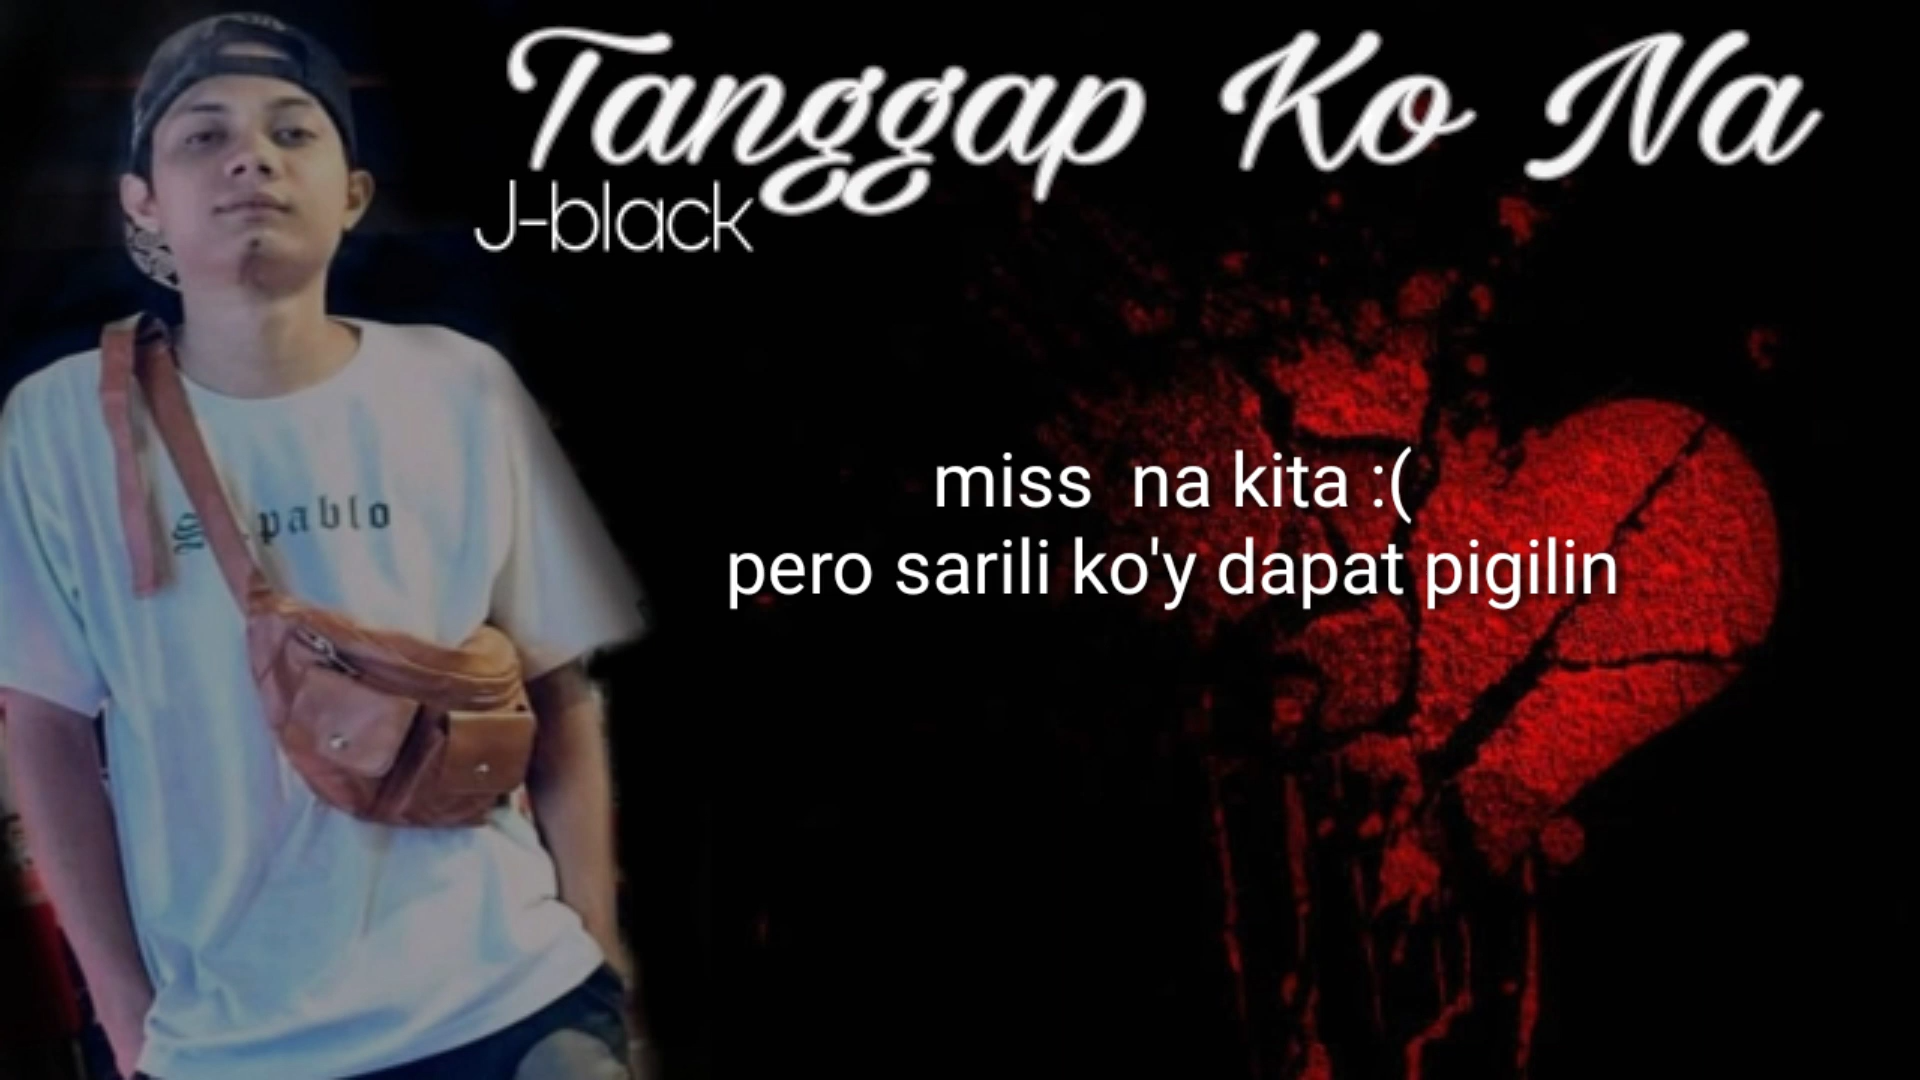 Tanggap Ko Na
J-black
miss na kita :(
pero sarili ko'y dapat pigilin
pablo